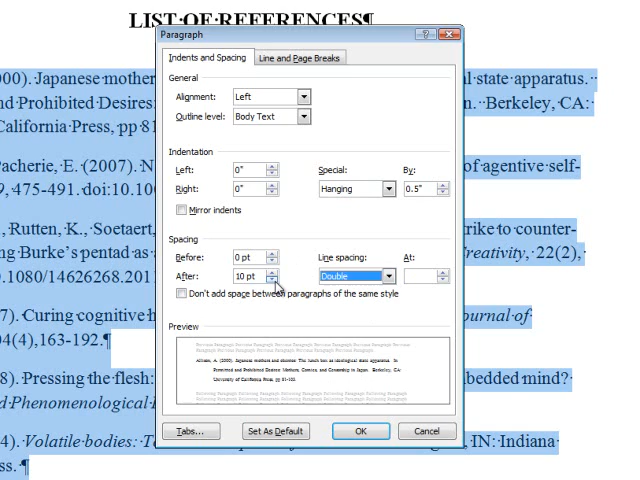 LIST·OF·REFERENCES¶
Paragraph
Indents and Spacing
Line and Page Breaks
General
Alignment: Left
Outline level: Body Text
Indentation
Left: 0" Special: By:
Right: 0" Hanging 0.5"
Mirror indents
Spacing
Before: 0 pt Line spacing: At:
After: 10 pt Double
Don't add space between paragraphs of the same style
Preview
Tabs... Set As Default OK Cancel
000).·Japanese·mother
al·state·apparatus.··
nd·Prohibited·Desires:
n.··Berkeley,·CA:·
California·Press,·pp·81
Pacherie,·E.·(2007).·N
of·agentive·self-
9,·475-491.·doi:10.10
.,·Rutten,·K.,·Soetaert,
trike·to·counter-
ng·Burke's·pentad·as·
Creativity,·22(2),·
0.1080/14626268.201
7).·Curing·cognitive·h
ournal·of·
04(4),163-192.¶
8).·Pressing·the·flesh:
bedded·mind?·
d·Phenomenological·
4).·Volatile·bodies:·T
IN:·Indiana·
ss.·¶